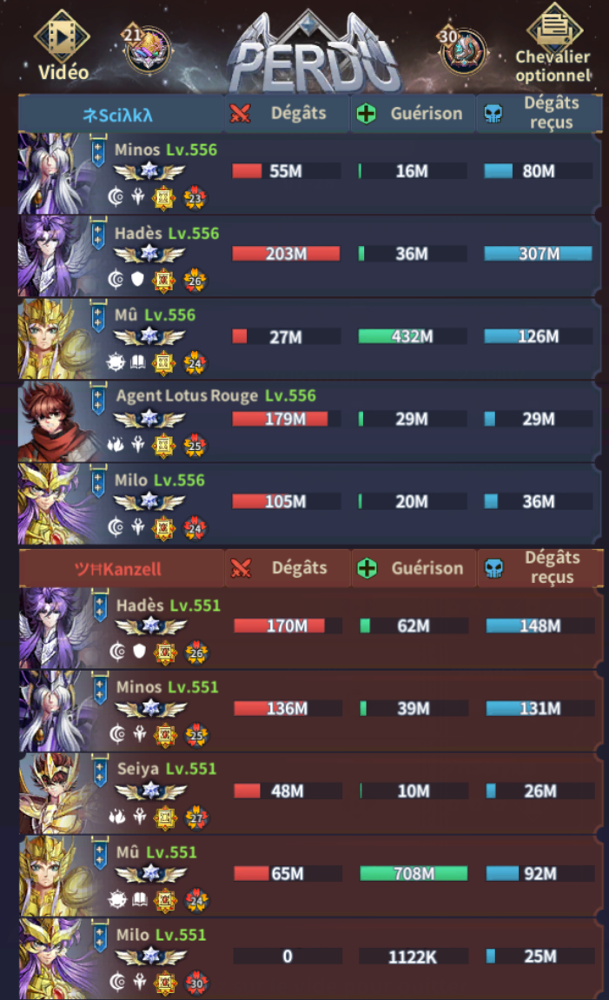 21
PERDU
30
Vidéo
Chevalier
optionnel
ネSciλkλ
Dégâts
Guérison
Dégâts
reçus
Minos Lv.556
55M
16M
80M
23
Hadès Lv.556
203M
36M
307M
26
Mû Lv.556
27M
432M
126M
24
Agent Lotus Rouge Lv.556
179M
29M
29M
25
Milo Lv.556
105M
20M
36M
24
ツĦKanzell
Dégâts
Guérison
Dégâts
reçus
Hadès Lv.551
170M
62M
148M
26
Minos Lv.551
136M
39M
131M
25
Seiya Lv.551
48M
10M
26M
27
Mû Lv.551
65M
708M
92M
24
Milo Lv.551
0
1122K
25M
30